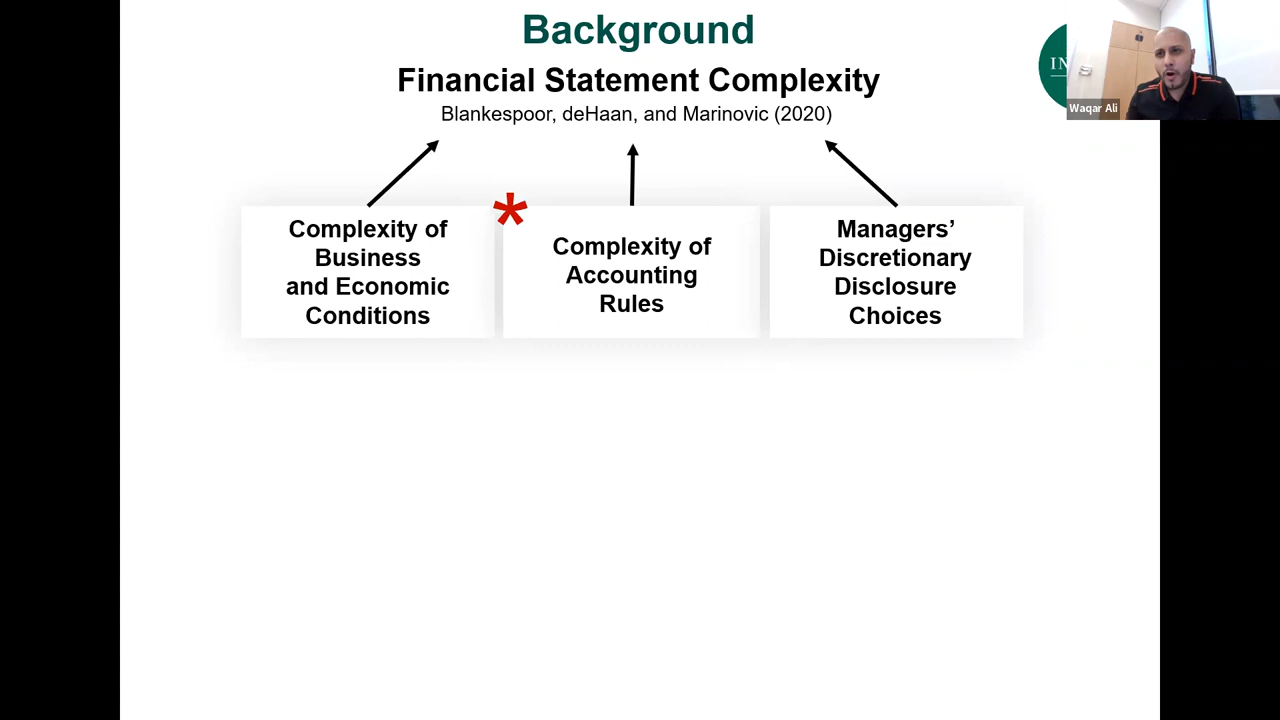 Background
Financial Statement Complexity
Blankespoor, deHaan, and Marinovic (2020)
IN
Waqar Ali
*
Complexity of
Business
and Economic
Conditions
Complexity of
Accounting
Rules
Managers’
Discretionary
Disclosure
Choices